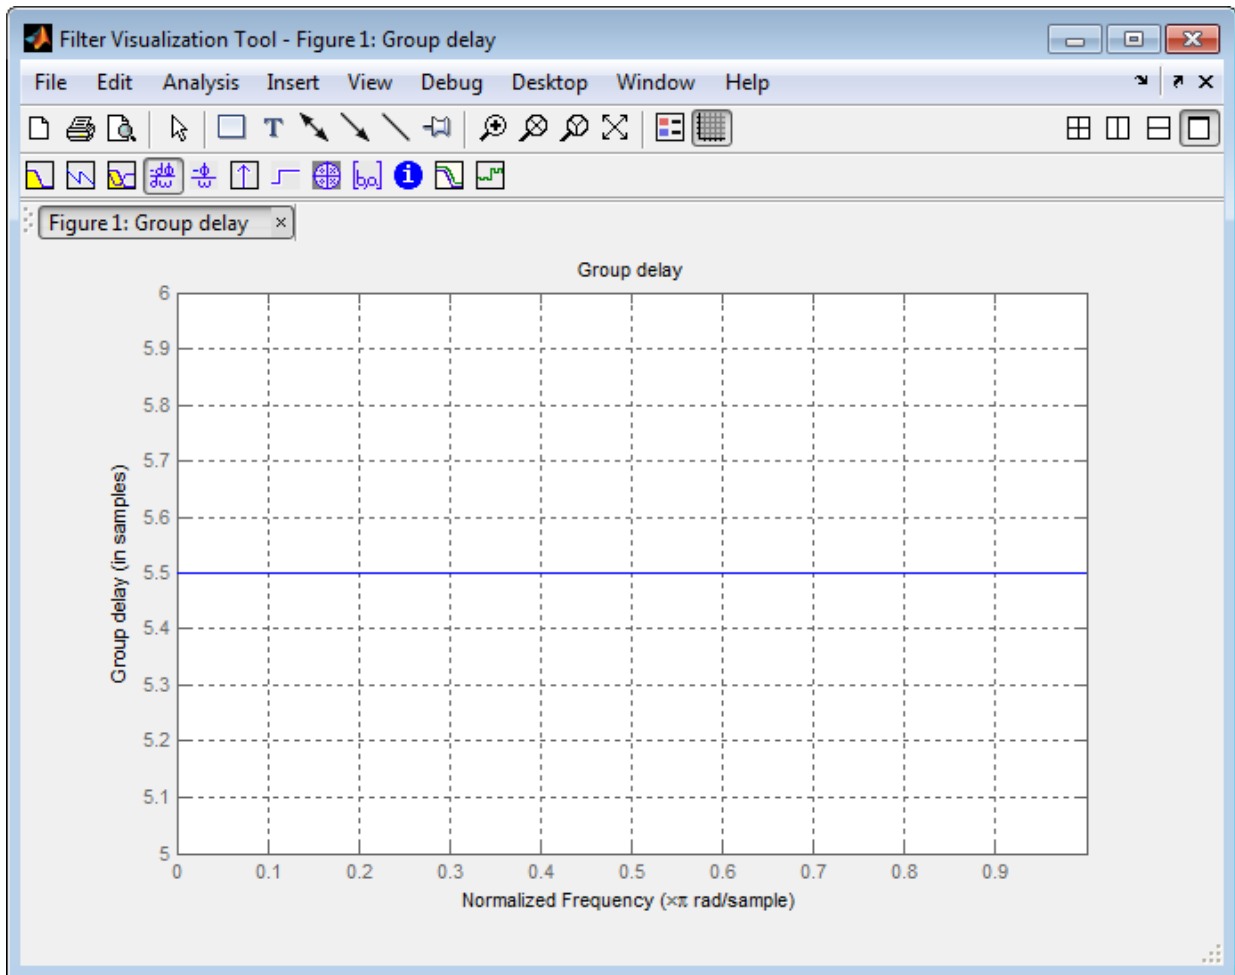 Filter Visualization Tool - Figure 1: Group delay
File Edit Analysis Insert View Debug Desktop Window Help
T
-dφ
dω
-φ
ω
[b,a]
i
Figure 1: Group delay ×
Group delay
6
5.9
5.8
5.7
5.6
5.5
5.4
5.3
5.2
5.1
5
Group delay (in samples)
0 0.1 0.2 0.3 0.4 0.5 0.6 0.7 0.8 0.9
Normalized Frequency (×π rad/sample)